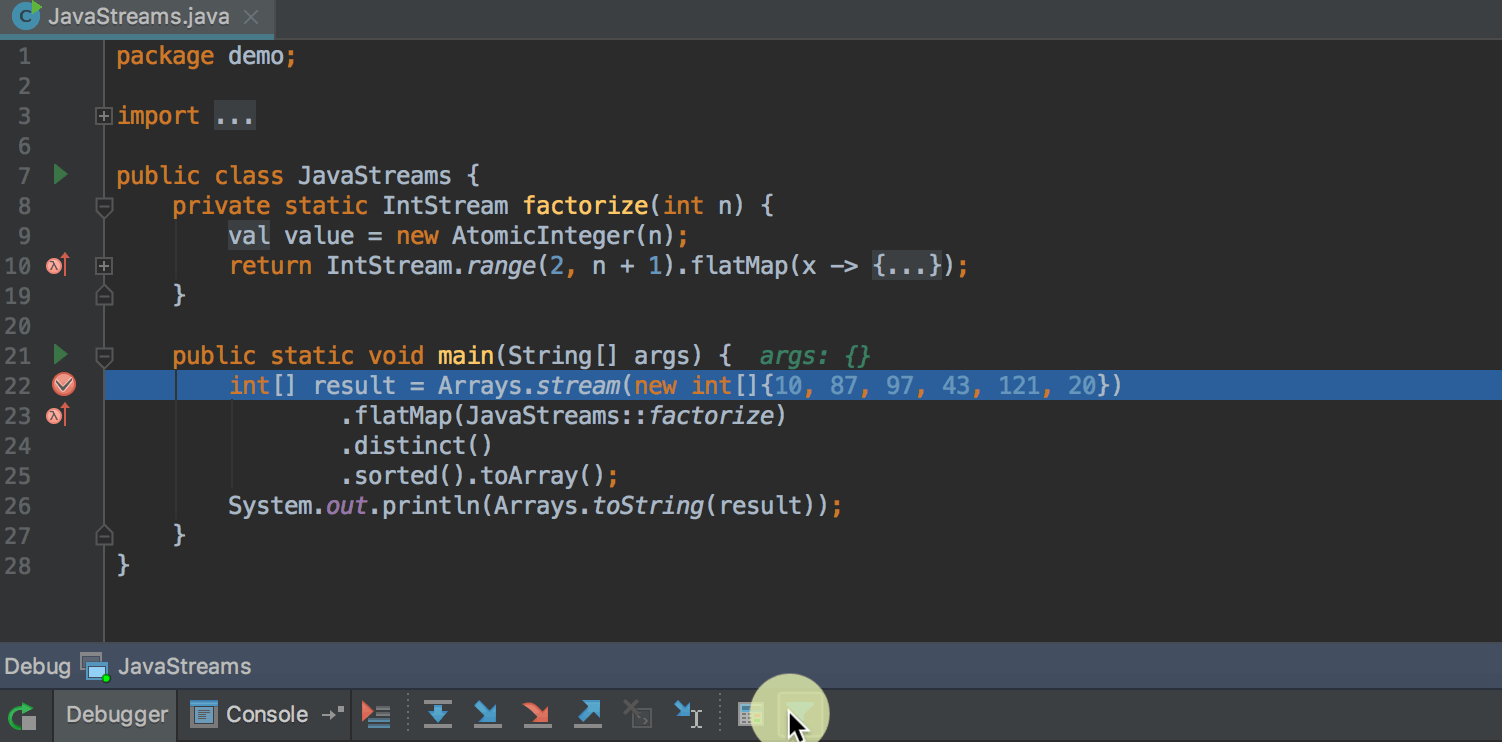 JavaStreams.java
1 package demo;
2
3 import ...
6
7 public class JavaStreams {
8 private static IntStream factorize(int n) {
9 val value = new AtomicInteger(n);
10 return IntStream.range(2, n + 1).flatMap(x -> {...});
19 }
20
21 public static void main(String[] args) { args: {}
22 int[] result = Arrays.stream(new int[]{10, 87, 97, 43, 121, 20})
23 .flatMap(JavaStreams::factorize)
24 .distinct()
25 .sorted().toArray();
26 System.out.println(Arrays.toString(result));
27 }
28 }
Debug JavaStreams
Debugger Console